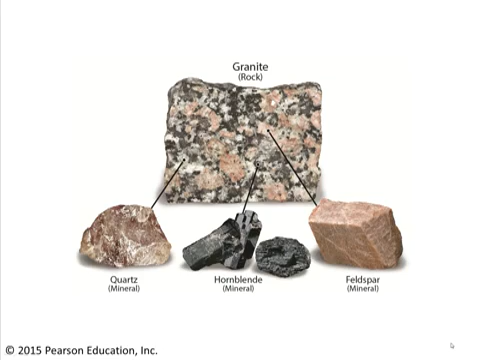 Granite
(Rock)
Quartz
(Mineral)
Hornblende
(Mineral)
Feldspar
(Mineral)
© 2015 Pearson Education, Inc.